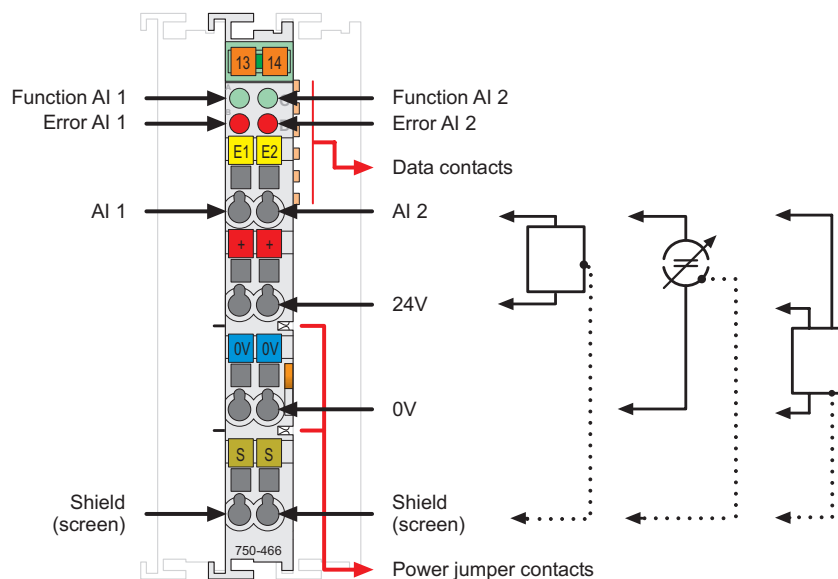 13 14
A C
Function AI 1
Function AI 2
B D
Error AI 1
Error AI 2
E1 E2
Data contacts
AI 1
AI 2
+ +
24V
0V 0V
0V
S S
Shield
(screen)
Shield
(screen)
750-466
Power jumper contacts